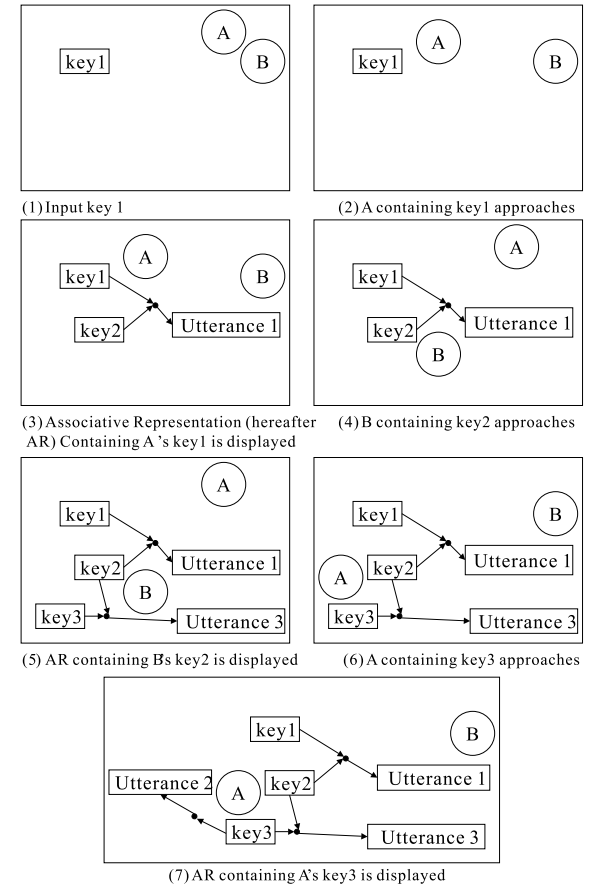 A
key1
B
A
key1
B
(1) Input key 1
(2) A containing key1 approaches
A
key1
B
key2
Utterance 1
A
key1
key2
Utterance 1
B
(3) Associative Representation (hereafter
AR) Containing A's key1 is displayed
(4) B containing key2 approaches
A
key1
key2
Utterance 1
B
key3
Utterance 3
B
key1
A
key2
Utterance 1
key3
Utterance 3
(5) AR containing B's key2 is displayed
(6) A containing key3 approaches
key1
B
Utterance 2
A
key2
Utterance 1
key3
Utterance 3
(7) AR containing A's key3 is displayed